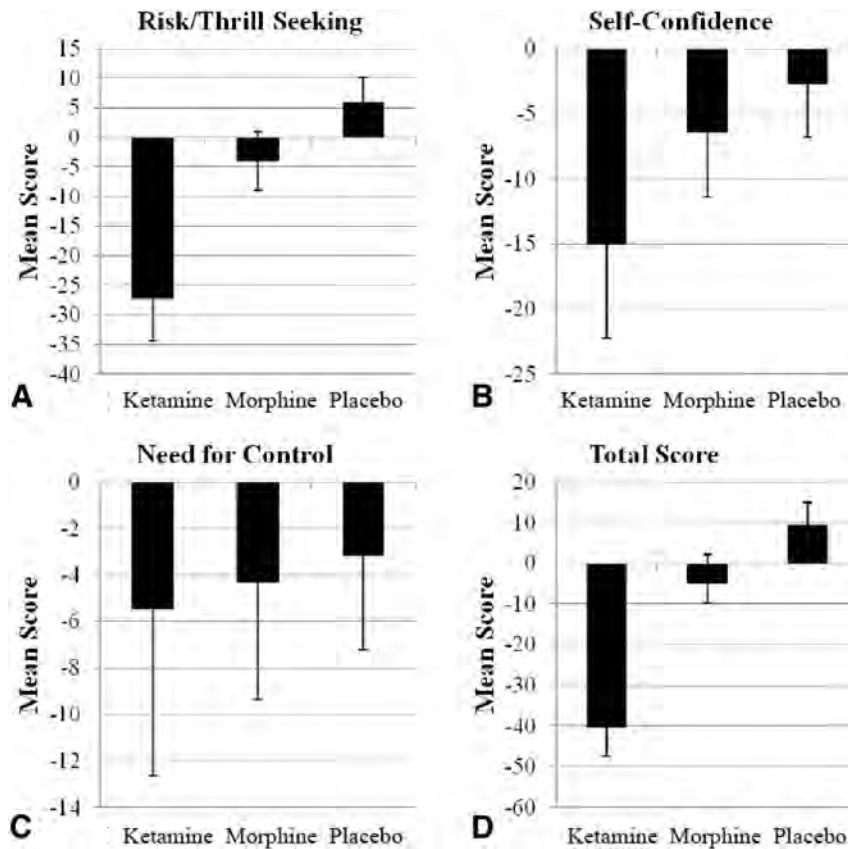 Risk/Thrill Seeking
Mean Score
15
10
5
0
-5
-10
-15
-20
-25
-30
-35
-40
Ketamine Morphine Placebo
A
Self-Confidence
Mean Score
0
-5
-10
-15
-20
-25
Ketamine Morphine Placebo
B
Need for Control
Mean Score
0
-2
-4
-6
-8
-10
-12
-14
Ketamine Morphine Placebo
C
Total Score
Mean Score
20
10
0
-10
-20
-30
-40
-50
-60
Ketamine Morphine Placebo
D